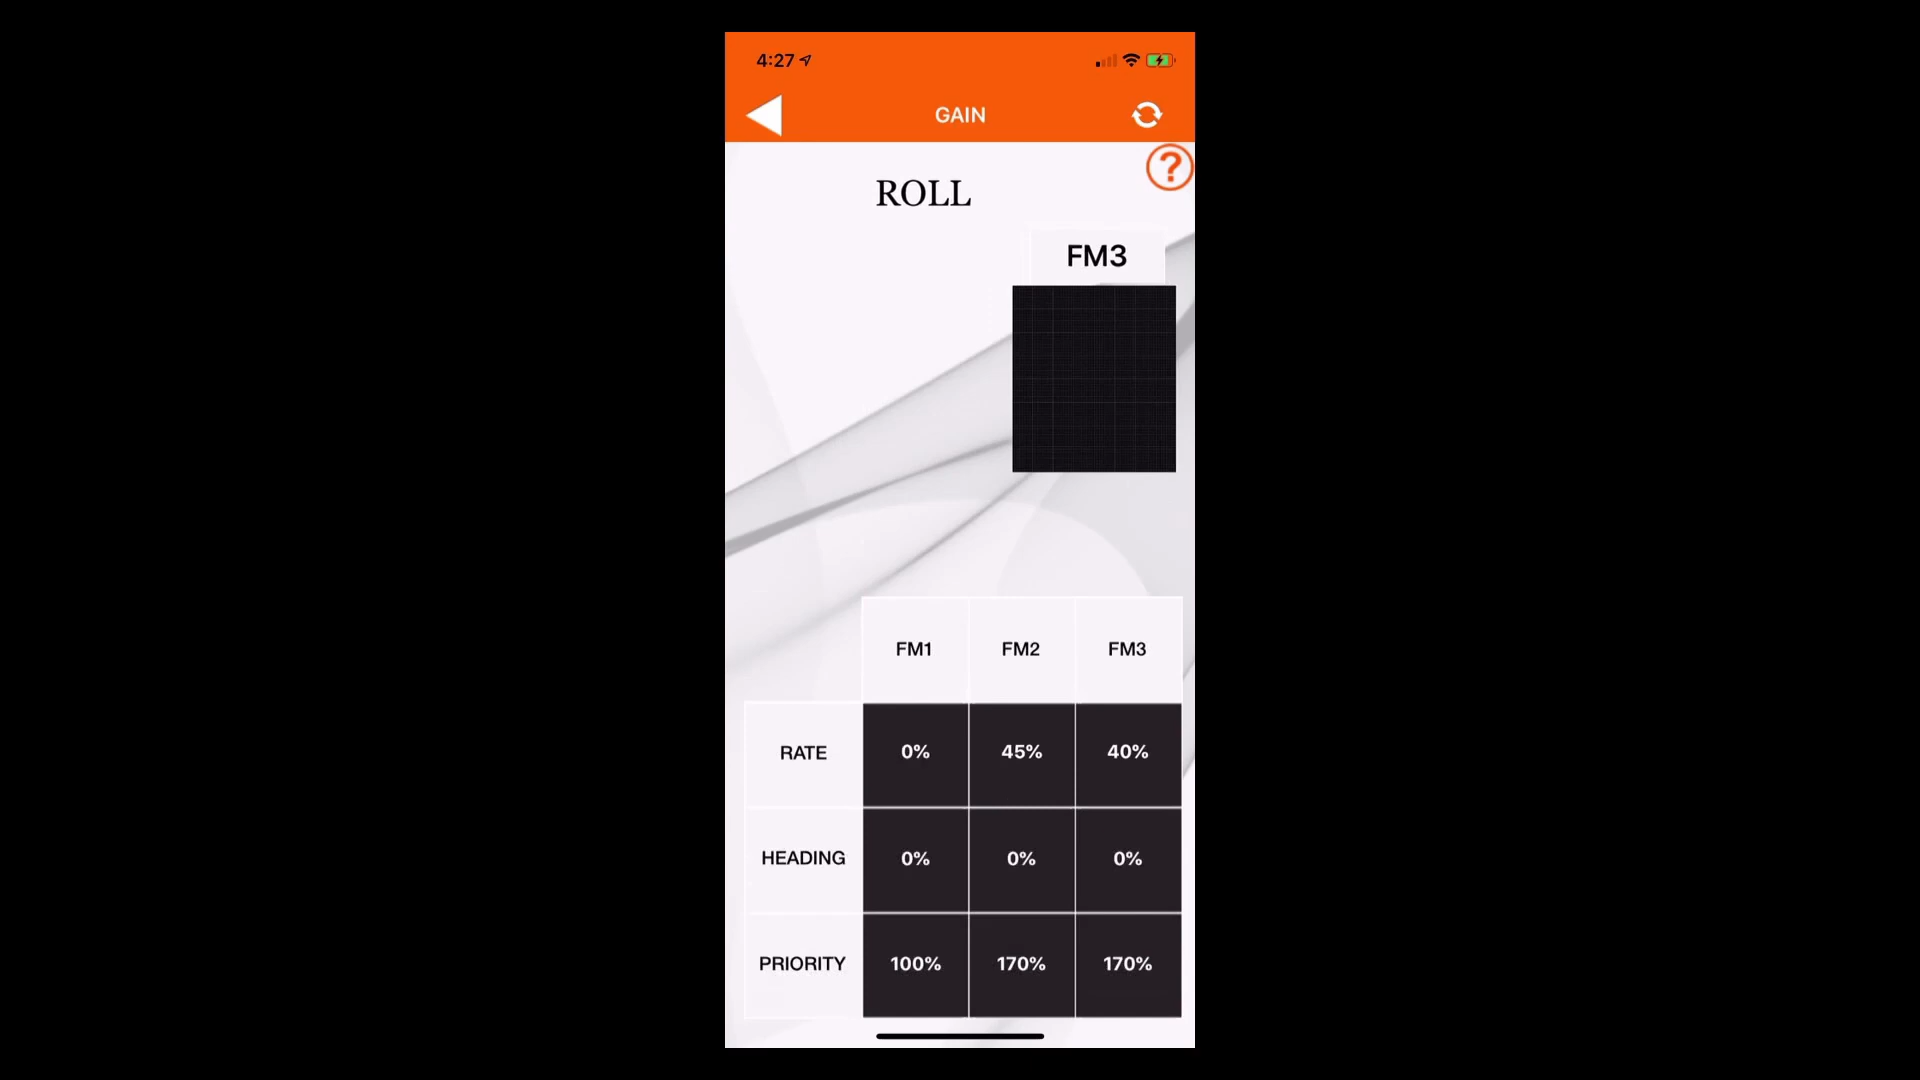 4:27
GAIN
?
ROLL
FM3
FM1 FM2 FM3
RATE 0% 45% 40%
HEADING 0% 0% 0%
PRIORITY 100% 170% 170%